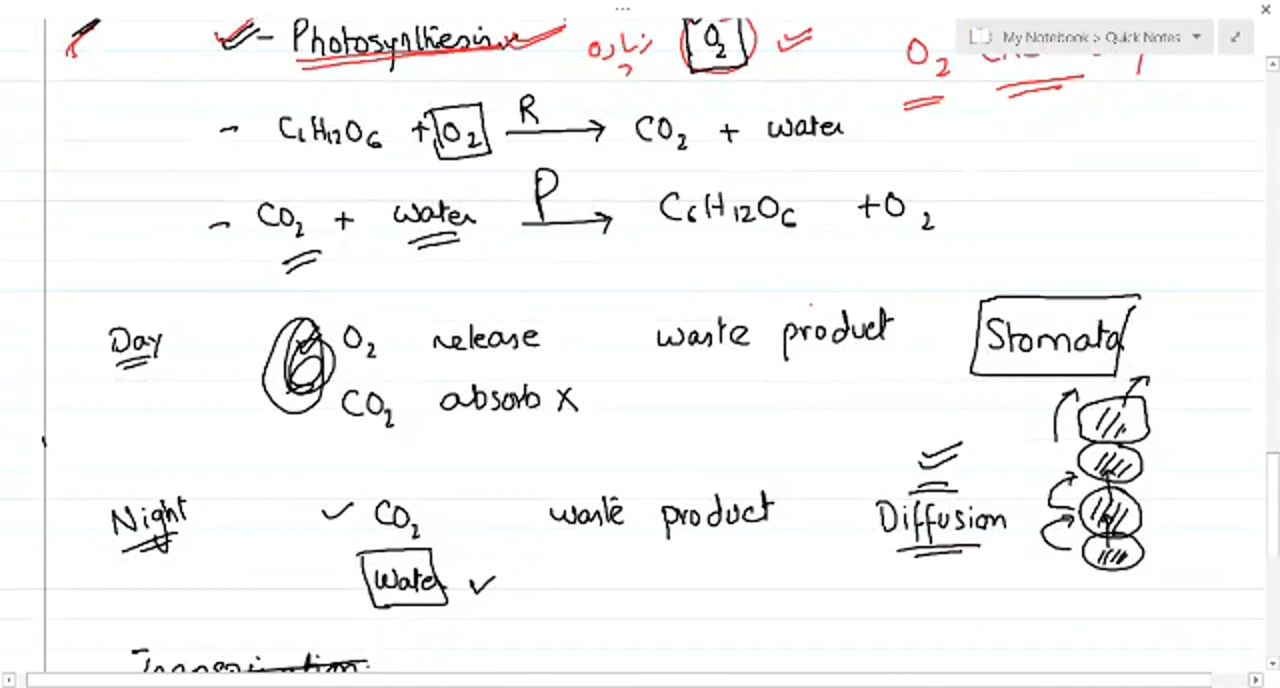 My Notebook > Quick Notes
- Photosynthesis O2 O2
- C6H12O6 + O2 R → CO2 + water
- CO2 + water P → C6H12O6 + O2
Day O2 release waste product Stomata
CO2 absorb X
Night ✓ CO2 waste product Diffusion
Water ✓